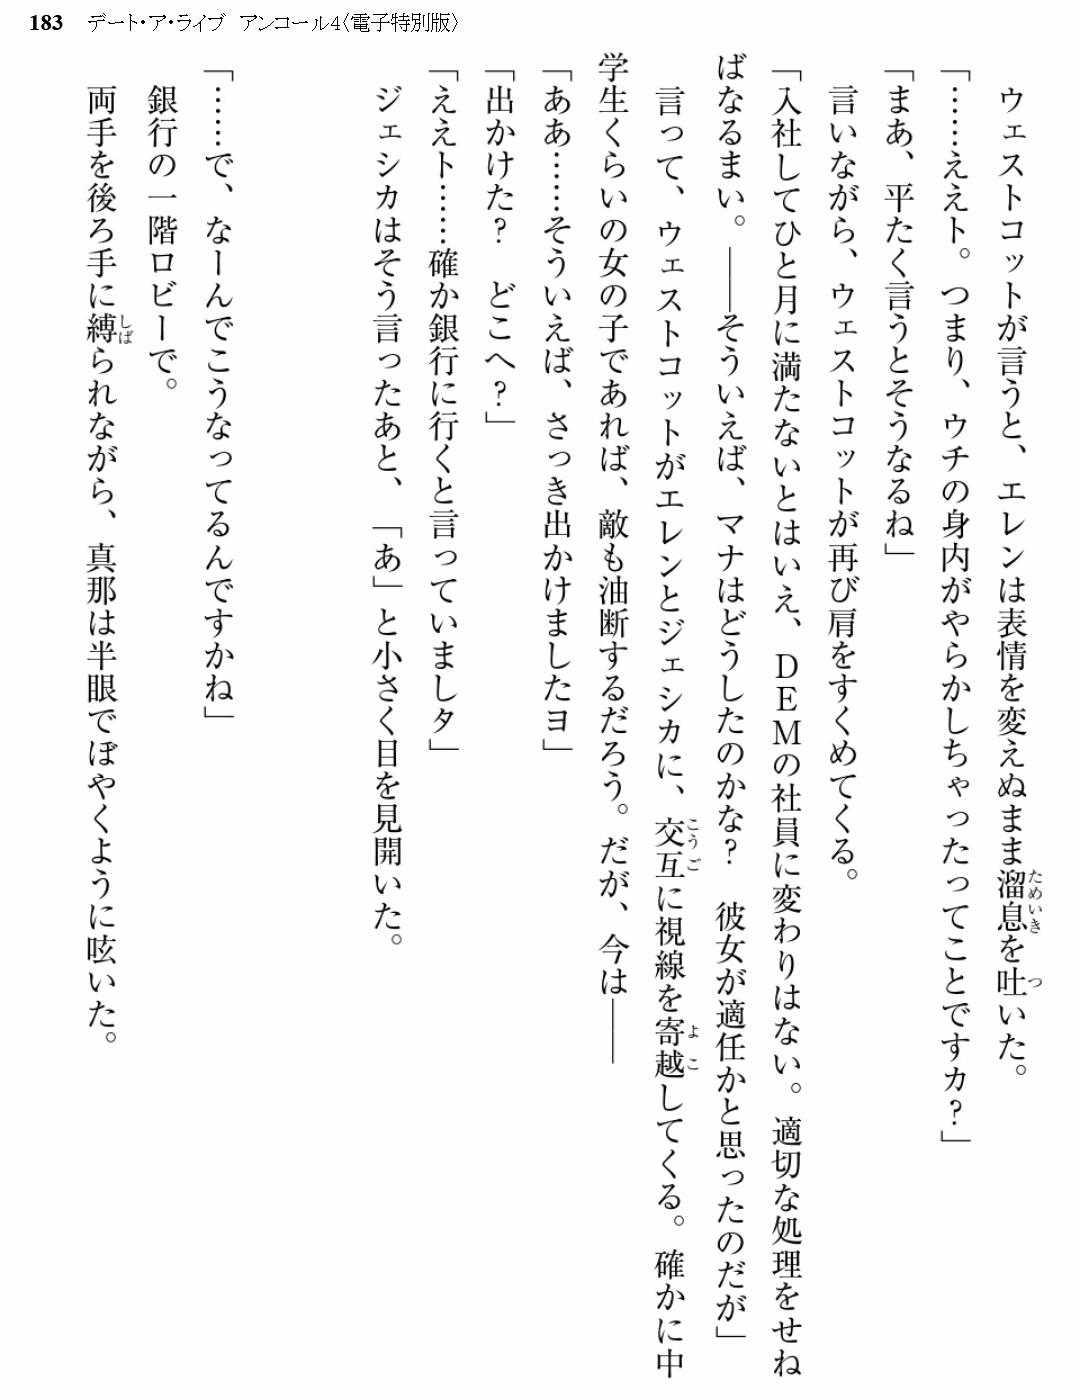 183 デート・ア・ライブ アンコール4〈電子特別版〉
ウェストコットが言うと、エレンは表情を変えぬまま溜息を吐いた。
「……ええト。つまり、ウチの身内がやらかしちゃったってことですカ？」
「まあ、平たく言うとそうなるね」
言いながら、ウェストコットが再び肩をすくめてくる。
「入社してひと月に満たないとはいえ、ＤＥＭの社員に変わりはない。適切な処理をせね
ばなるまい。――そういえば、マナはどうしたのかな？　彼女が適任かと思ったのだが」
言って、ウェストコットがエレンとジェシカに、交互に視線を寄越してくる。確かに中
学生くらいの女の子であれば、敵も油断するだろう。だが、今は――
「ああ……そういえば、さっき出かけましたヨ」
「出かけた？　どこへ？」
「ええト……確か銀行に行くと言っていましタ」
ジェシカはそう言ったあと、「あ」と小さく目を見開いた。
「……で、なーんでこうなってるんですかね」
銀行の一階ロビーで。
両手を後ろ手に縛られながら、真那は半眼でぼやくように呟いた。